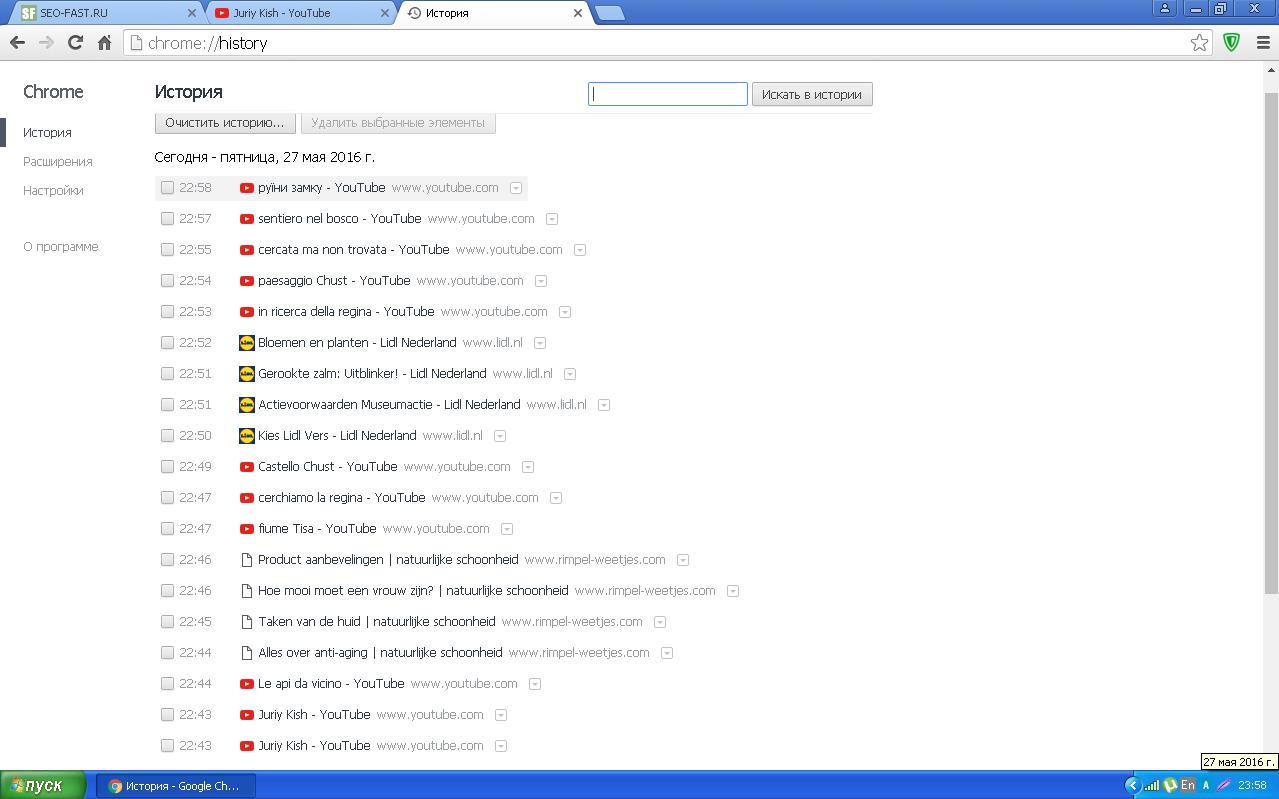 SEO-FAST.RU
Juriy Kish - YouTube
История
chrome://history
Chrome
История
Искать в истории
Очистить историю...
Удалить выбранные элементы
История
Расширения
Настройки
О программе
Сегодня - пятница, 27 мая 2016 г.
22:58 руїни замку - YouTube www.youtube.com
22:57 sentiero nel bosco - YouTube www.youtube.com
22:55 cercata ma non trovata - YouTube www.youtube.com
22:54 paesaggio Chust - YouTube www.youtube.com
22:53 in ricerca della regina - YouTube www.youtube.com
22:52 Bloemen en planten - Lidl Nederland www.lidl.nl
22:51 Gerookte zalm: Uitblinker! - Lidl Nederland www.lidl.nl
22:51 Actievoorwaarden Museumactie - Lidl Nederland www.lidl.nl
22:50 Kies Lidl Vers - Lidl Nederland www.lidl.nl
22:49 Castello Chust - YouTube www.youtube.com
22:47 cerchiamo la regina - YouTube www.youtube.com
22:47 fiume Tisa - YouTube www.youtube.com
22:46 Product aanbevelingen | natuurlijke schoonheid www.rimpel-weetjes.com
22:46 Hoe mooi moet een vrouw zijn? | natuurlijke schoonheid www.rimpel-weetjes.com
22:45 Taken van de huid | natuurlijke schoonheid www.rimpel-weetjes.com
22:44 Alles over anti-aging | natuurlijke schoonheid www.rimpel-weetjes.com
22:44 Le api da vicino - YouTube www.youtube.com
22:43 Juriy Kish - YouTube www.youtube.com
22:43 Juriy Kish - YouTube www.youtube.com
27 мая 2016 г.
пуск
История - Google Ch...
En
23:58